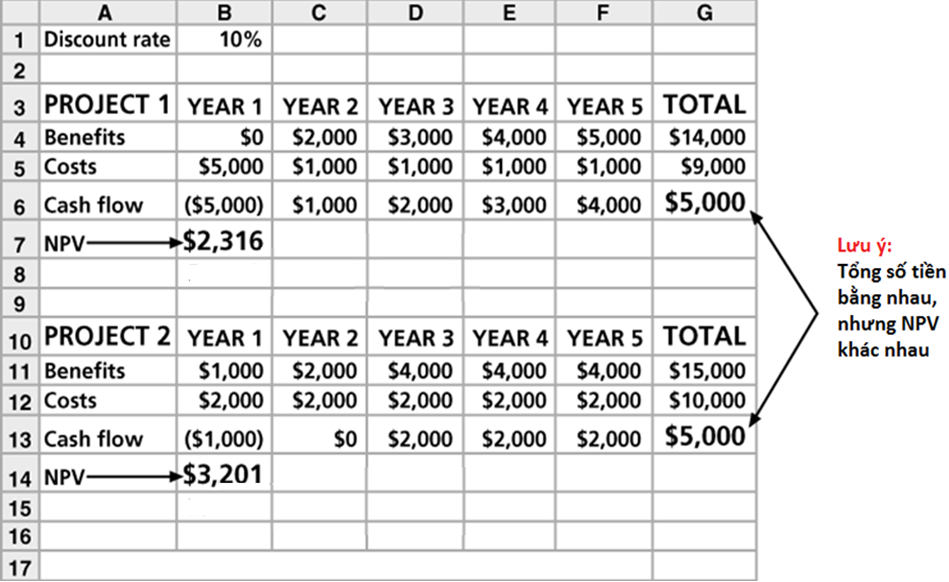 A B C D E F G
1 Discount rate 10%
2
3 PROJECT 1 YEAR 1 YEAR 2 YEAR 3 YEAR 4 YEAR 5 TOTAL
4 Benefits $0 $2,000 $3,000 $4,000 $5,000 $14,000
5 Costs $5,000 $1,000 $1,000 $1,000 $1,000 $9,000
6 Cash flow ($5,000) $1,000 $2,000 $3,000 $4,000 $5,000
7 NPV $2,316
8
9
10 PROJECT 2 YEAR 1 YEAR 2 YEAR 3 YEAR 4 YEAR 5 TOTAL
11 Benefits $1,000 $2,000 $4,000 $4,000 $4,000 $15,000
12 Costs $2,000 $2,000 $2,000 $2,000 $2,000 $10,000
13 Cash flow ($1,000) $0 $2,000 $2,000 $2,000 $5,000
14 NPV $3,201
15
16
17
Lưu ý:
Tổng số tiền
bằng nhau,
nhưng NPV
khác nhau